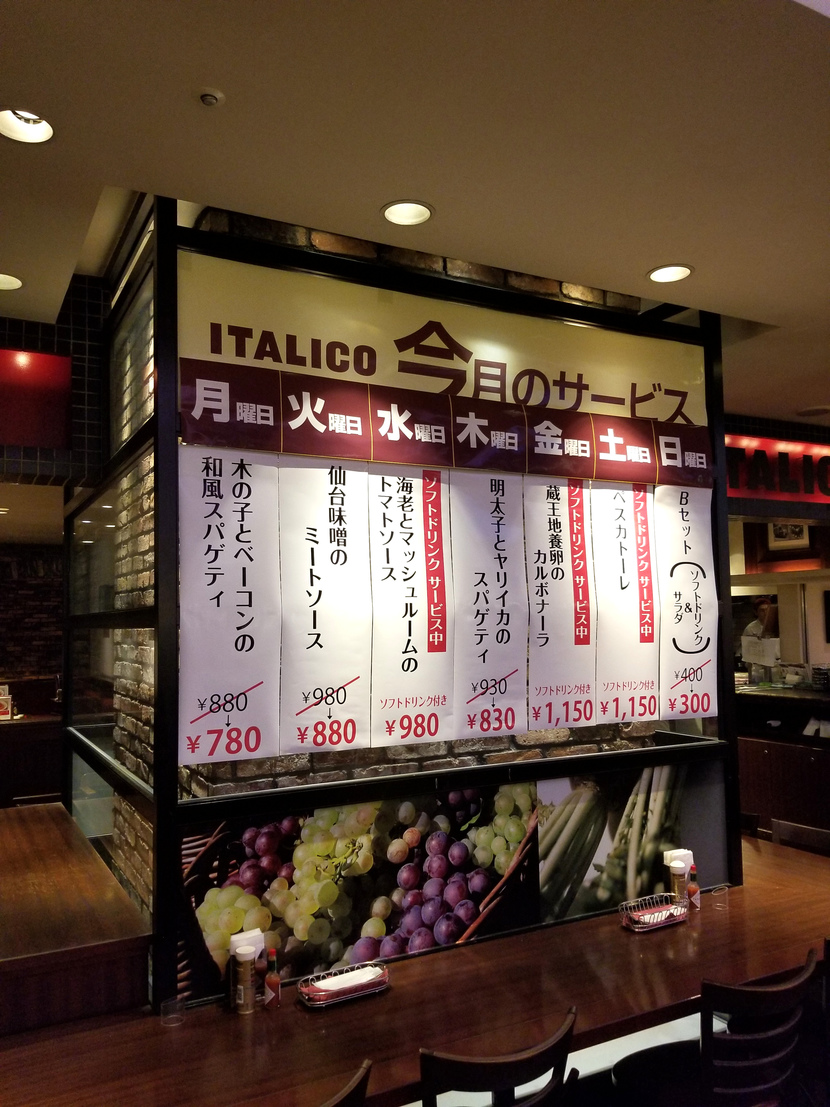 ITALICO 今月のサービス
月曜日
火曜日
水曜日
木曜日
金曜日
土曜日
日曜日
木の子とベーコンの
和風スパゲティ
¥880
↓
¥780
仙台味噌の
ミートソース
¥980
↓
¥880
ソフトドリンク サービス中
海老とマッシュルームの
トマトソース
ソフトドリンク付き
¥980
明太子とヤリイカの
スパゲティ
¥930
↓
¥830
ソフトドリンク サービス中
蔵王地養卵の
カルボナーラ
ソフトドリンク付き
¥1,150
ソフトドリンク サービス中
ペスカトーレ
ソフトドリンク付き
¥1,150
Bセット
(ソフトドリンク
&
サラダ)
¥400
↓
¥300
ITALICO